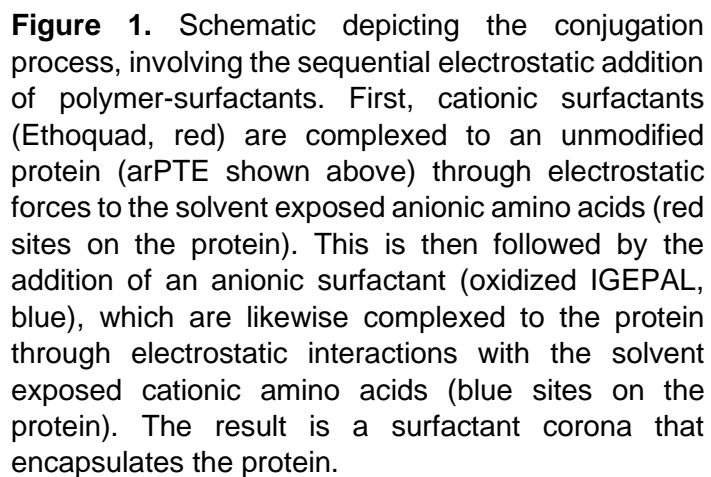 Figure 1. Schematic depicting the conjugation
process, involving the sequential electrostatic addition
of polymer-surfactants. First, cationic surfactants
(Ethoquad, red) are complexed to an unmodified
protein (arPTE shown above) through electrostatic
forces to the solvent exposed anionic amino acids (red
sites on the protein). This is then followed by the
addition of an anionic surfactant (oxidized IGEPAL,
blue), which are likewise complexed to the protein
through electrostatic interactions with the solvent
exposed cationic amino acids (blue sites on the
protein). The result is a surfactant corona that
encapsulates the protein.